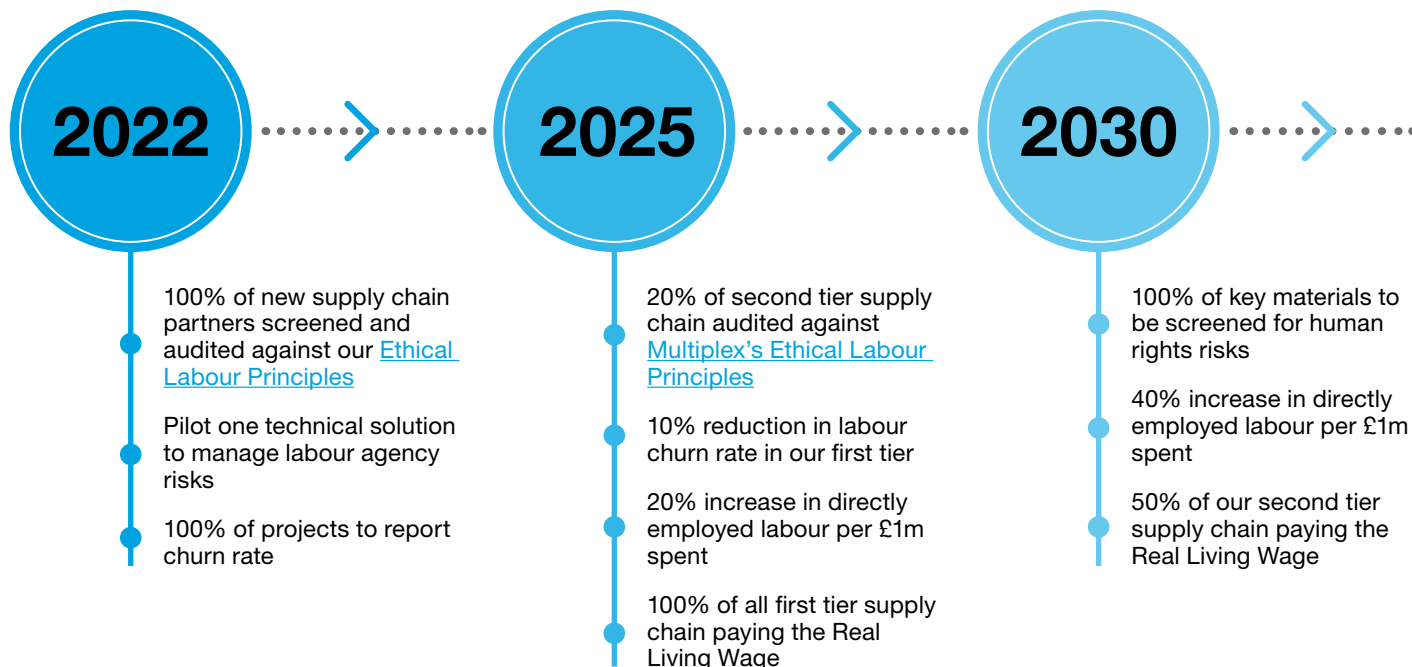 2022
100% of new supply chain
partners screened and
audited against our Ethical
Labour Principles
Pilot one technical solution
to manage labour agency
risks
100% of projects to report
churn rate
2025
20% of second tier supply
chain audited against
Multiplex’s Ethical Labour
Principles
10% reduction in labour
churn rate in our first tier
20% increase in directly
employed labour per £1m
spent
100% of all first tier supply
chain paying the Real
Living Wage
2030
100% of key materials to
be screened for human
rights risks
40% increase in directly
employed labour per £1m
spent
50% of our second tier
supply chain paying the
Real Living Wage